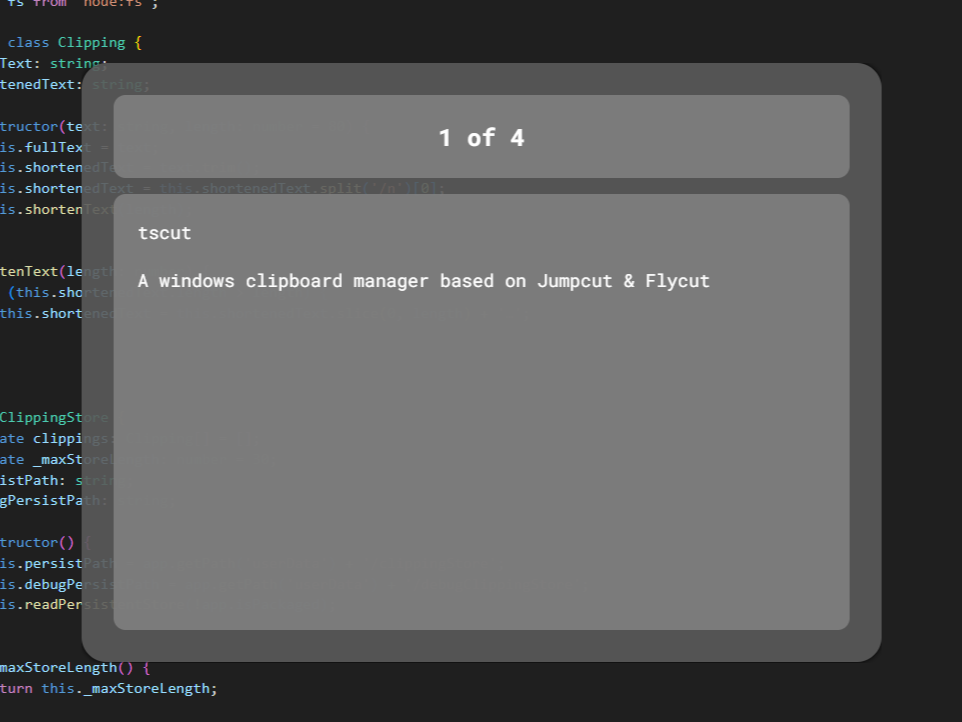 fs from 'node:fs';
class Clipping {
Text: string;
tenedText: string;
tructor(text:
is.fullText =
is.shortenedTe
is.shortenedText = this.shortenedText.split('/n')[0];
is.shortenText
tenText(length
(this.shorten
this.shortened
ClippingStore
ate clippings:
ate _maxStoreL
istPath: string
gPersistPath:
tructor() {
is.persistPath
is.debugPersis
is.readPersist
maxStoreLength() {
turn this._maxStoreLength;
1 of 4
tscut
A windows clipboard manager based on Jumpcut & Flycut